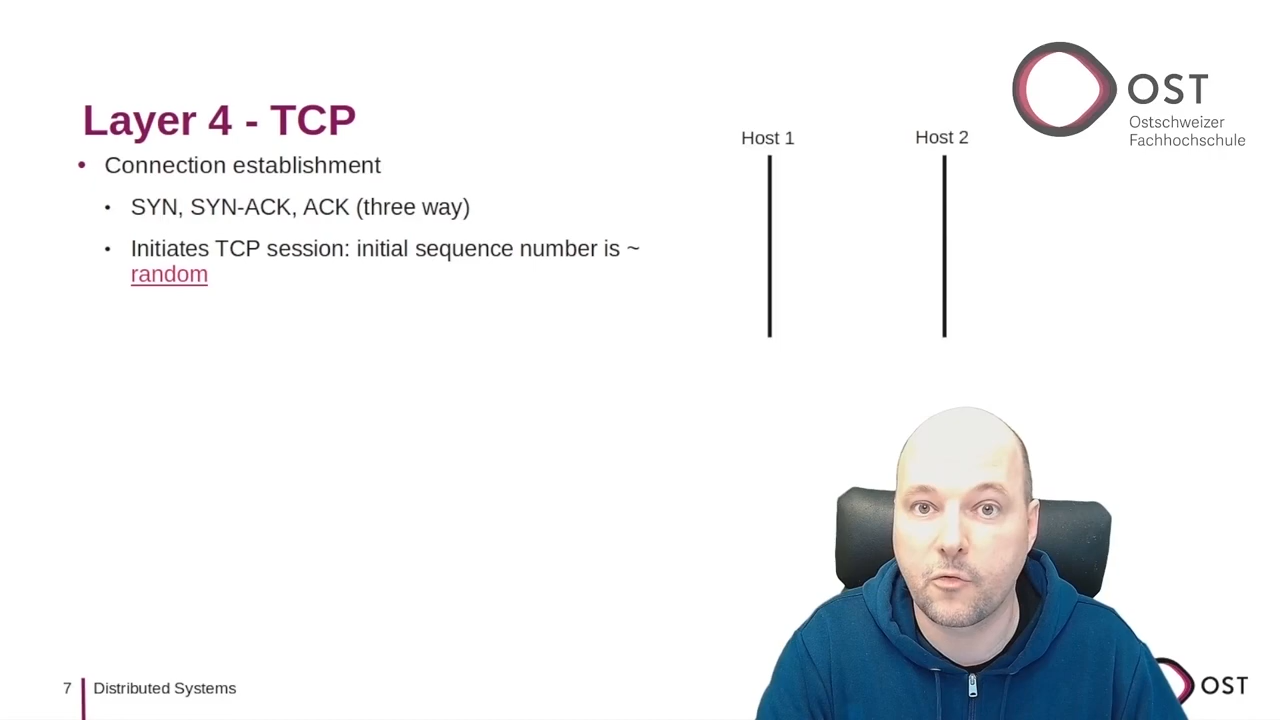 Layer 4 - TCP
• Connection establishment
• SYN, SYN-ACK, ACK (three way)
• Initiates TCP session: initial sequence number is ~
random
Host 1
Host 2
OST
Ostschweizer
Fachhochschule
7
Distributed Systems
OST